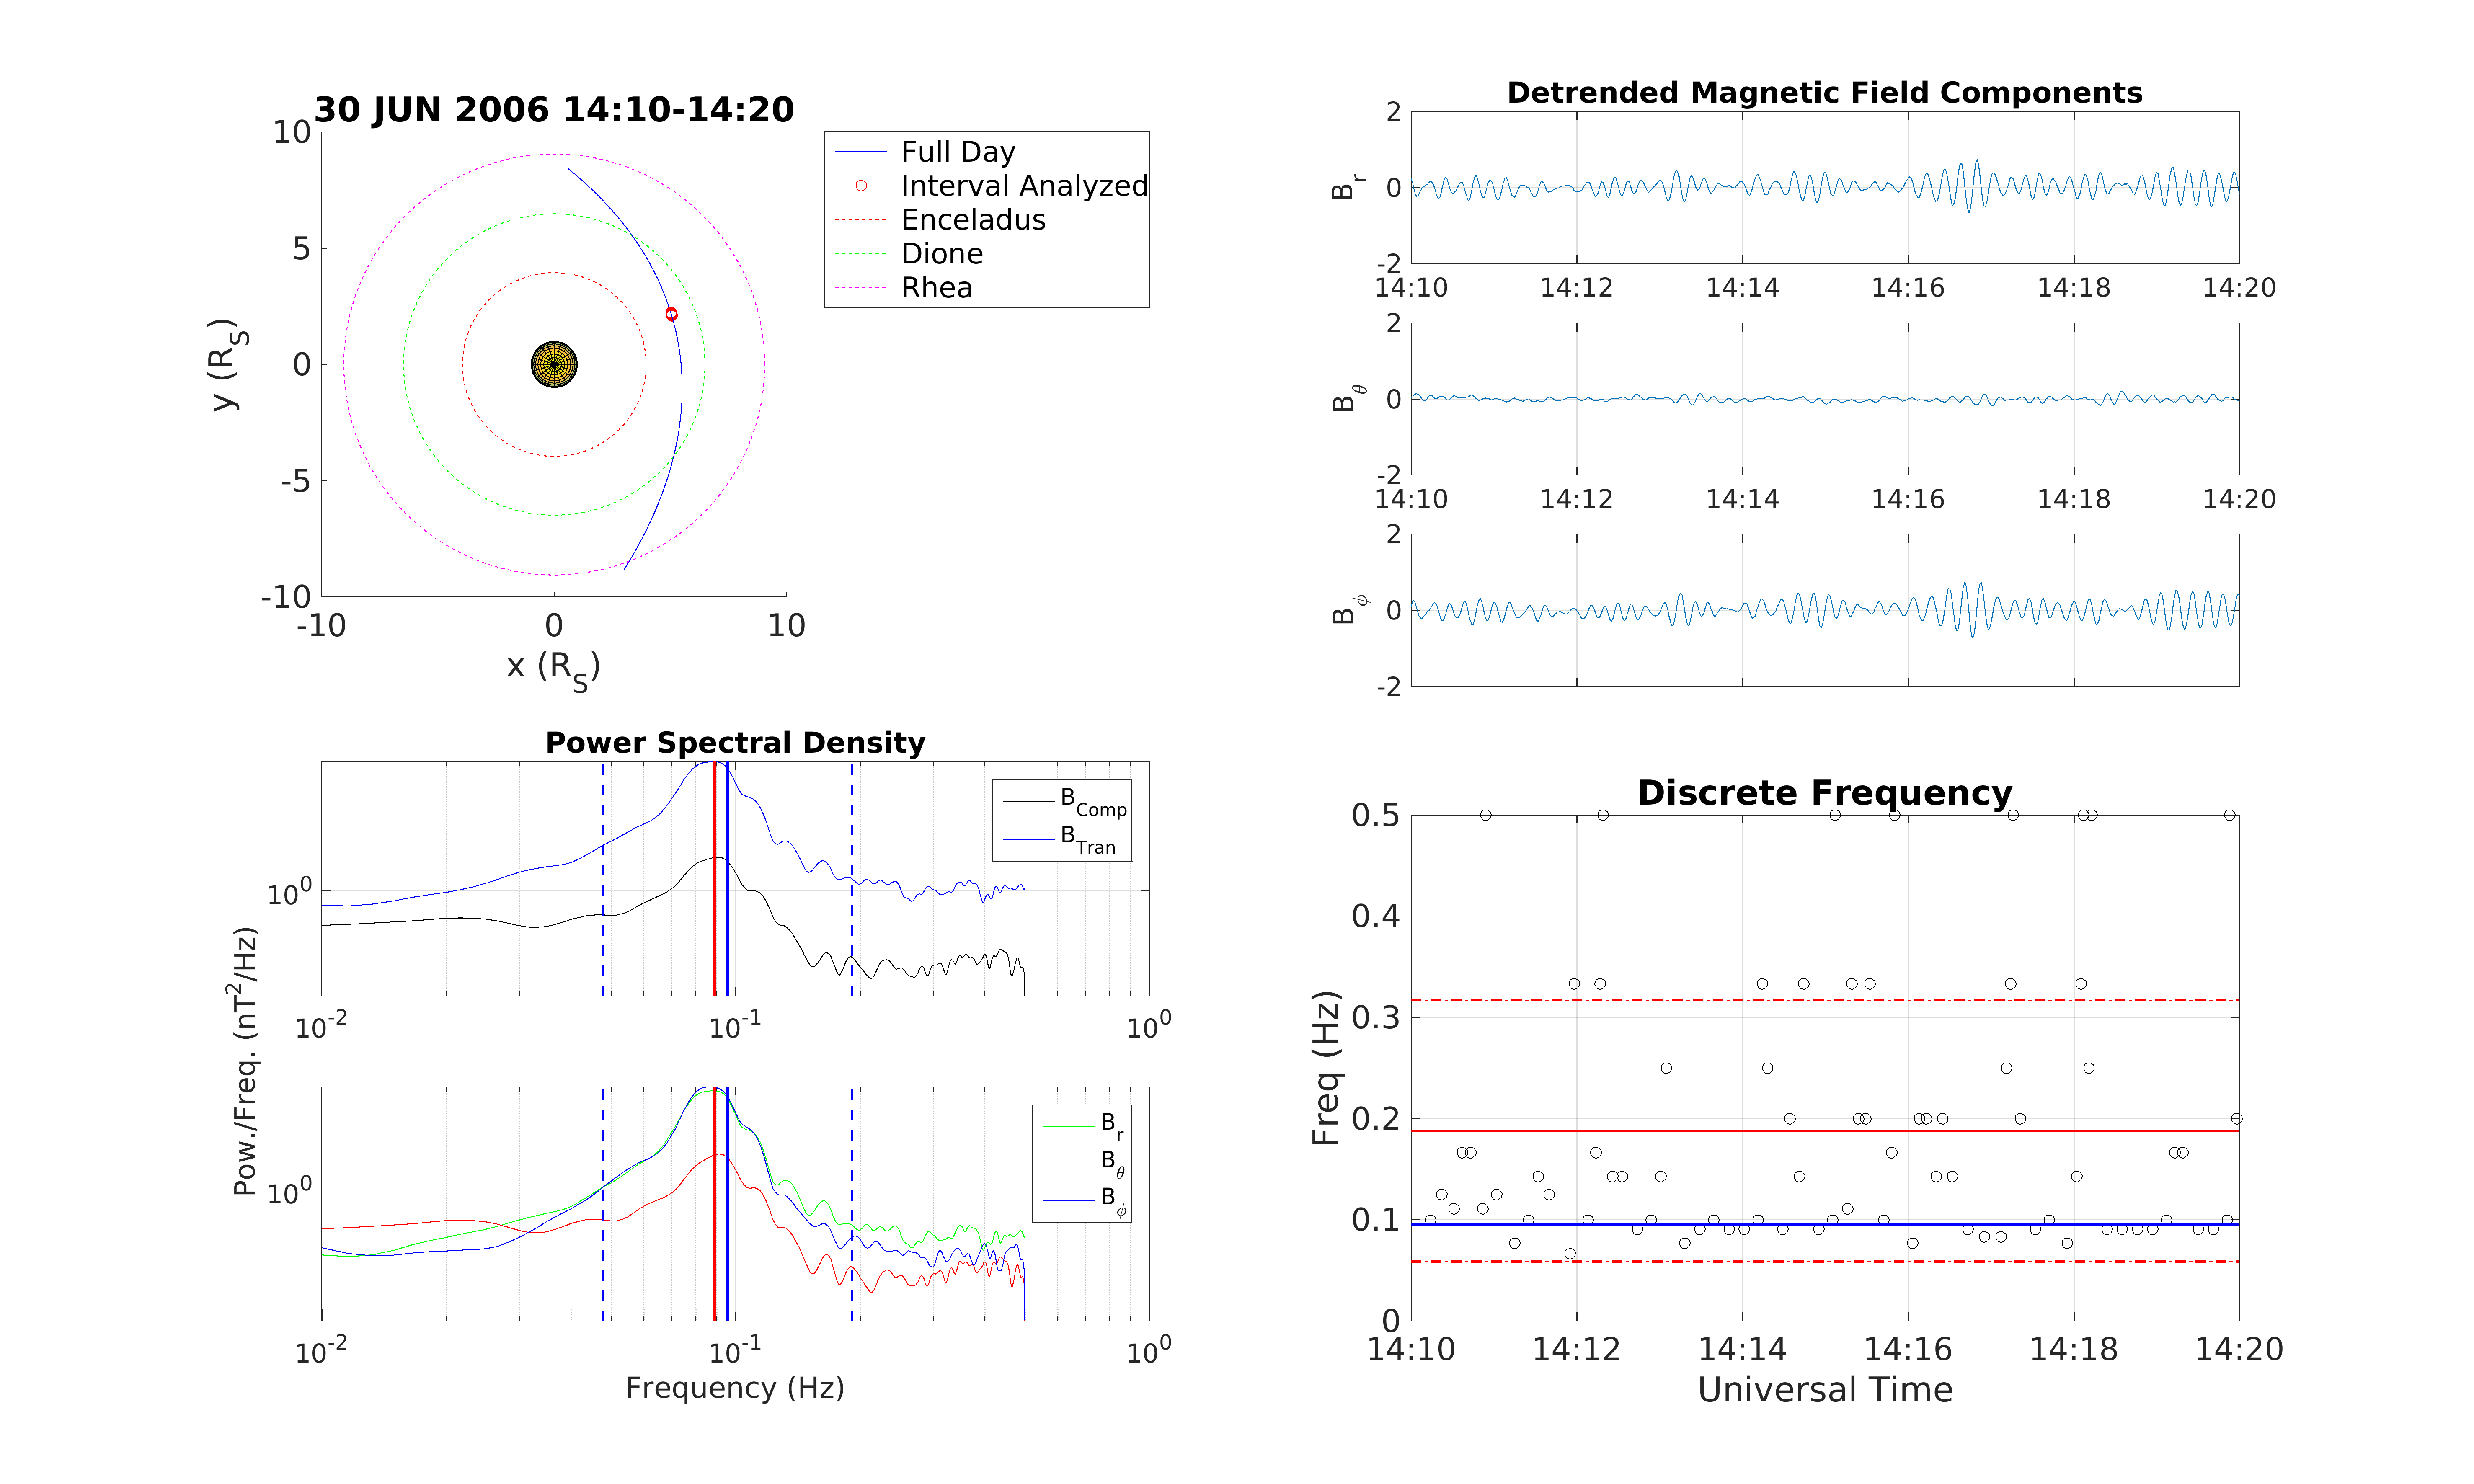 30 JUN 2006 14:10-14:20
10
5
0
-5
-10
-10 0 10
y (R_S)
x (R_S)
Full Day
Interval Analyzed
Enceladus
Dione
Rhea
Detrended Magnetic Field Components
2
0
-2
B_r
14:10 14:12 14:14 14:16 14:18 14:20
2
0
-2
B_θ
14:10 14:12 14:14 14:16 14:18 14:20
2
0
-2
B_ϕ
Power Spectral Density
B_Comp
B_Tran
10^0
10^-2 10^-1 10^0
Pow./Freq. (nT^2/Hz)
B_r
B_θ
B_ϕ
10^0
10^-2 10^-1 10^0
Frequency (Hz)
Discrete Frequency
0.5
0.4
0.3
0.2
0.1
0
Freq (Hz)
14:10 14:12 14:14 14:16 14:18 14:20
Universal Time